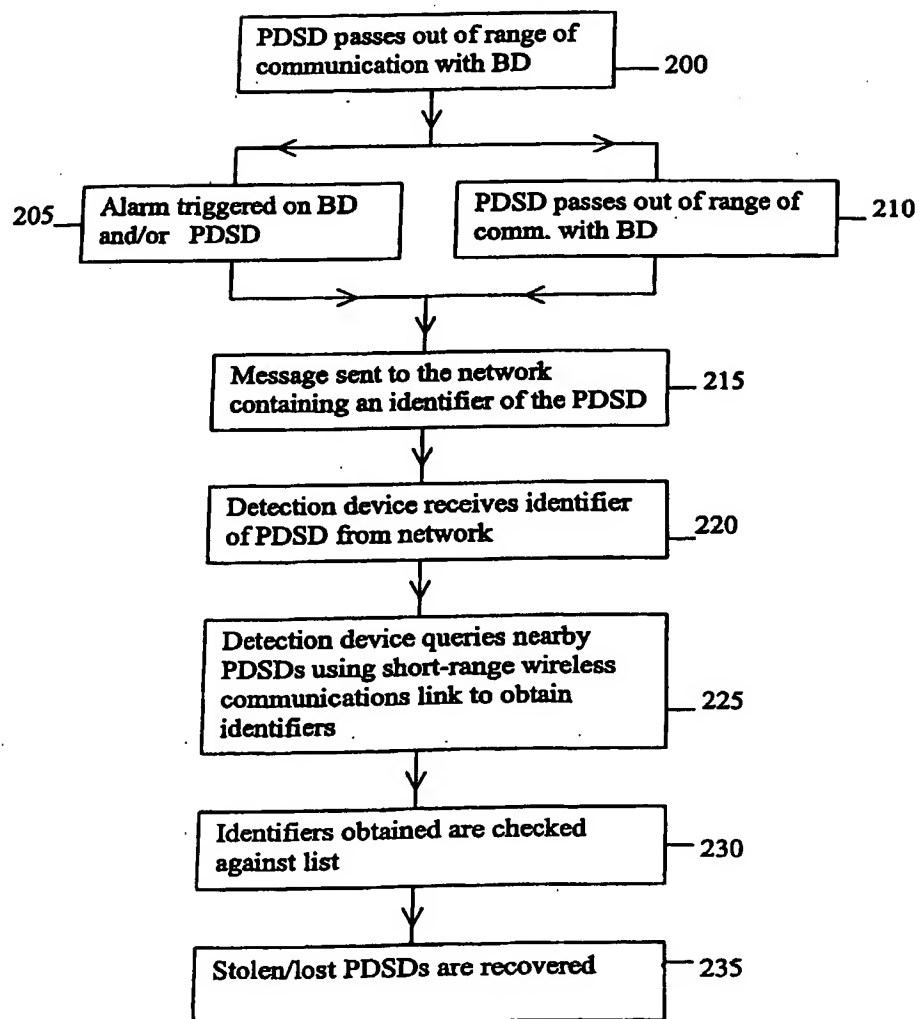 PDSD passes out of range of
communication with BD
200
205
Alarm triggered on BD
and/or PDSD
PDSD passes out of range of
comm. with BD
210
Message sent to the network
containing an identifier of the PDSD
215
Detection device receives identifier
of PDSD from network
220
Detection device queries nearby
PDSDs using short-range wireless
communications link to obtain
identifiers
225
Identifiers obtained are checked
against list
230
Stolen/lost PDSDs are recovered
235